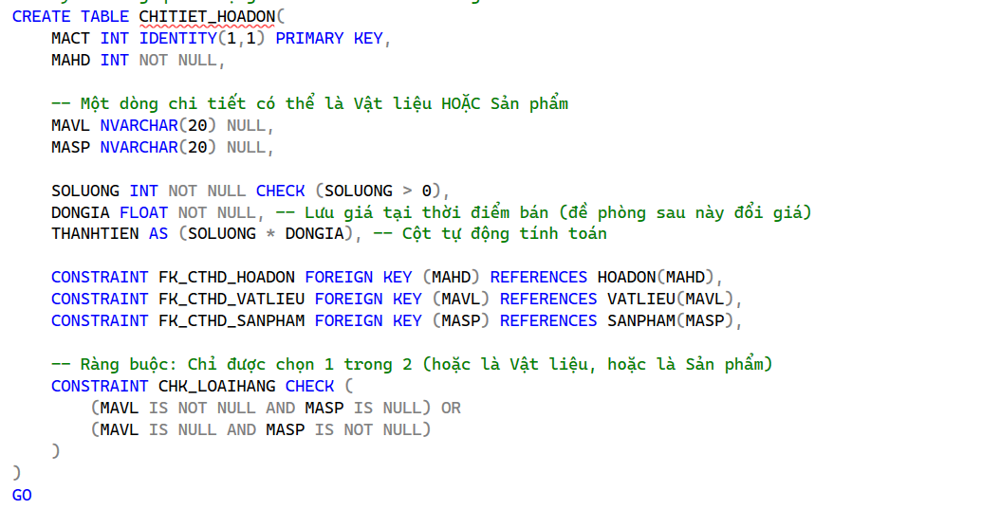 CREATE TABLE CHITIET_HOADON(
    MACT INT IDENTITY(1,1) PRIMARY KEY,
    MAHD INT NOT NULL,

    -- Một dòng chi tiết có thể là Vật liệu HOẶC Sản phẩm
    MAVL NVARCHAR(20) NULL,
    MASP NVARCHAR(20) NULL,

    SOLUONG INT NOT NULL CHECK (SOLUONG > 0),
    DONGIA FLOAT NOT NULL, -- Lưu giá tại thời điểm bán (đề phòng sau này đổi giá)
    THANHTIEN AS (SOLUONG * DONGIA), -- Cột tự động tính toán

    CONSTRAINT FK_CTHD_HOADON FOREIGN KEY (MAHD) REFERENCES HOADON(MAHD),
    CONSTRAINT FK_CTHD_VATLIEU FOREIGN KEY (MAVL) REFERENCES VATLIEU(MAVL),
    CONSTRAINT FK_CTHD_SANPHAM FOREIGN KEY (MASP) REFERENCES SANPHAM(MASP),

    -- Ràng buộc: Chỉ được chọn 1 trong 2 (hoặc là Vật liệu, hoặc là Sản phẩm)
    CONSTRAINT CHK_LOAIHANG CHECK (
        (MAVL IS NOT NULL AND MASP IS NULL) OR
        (MAVL IS NULL AND MASP IS NOT NULL)
    )
)
GO